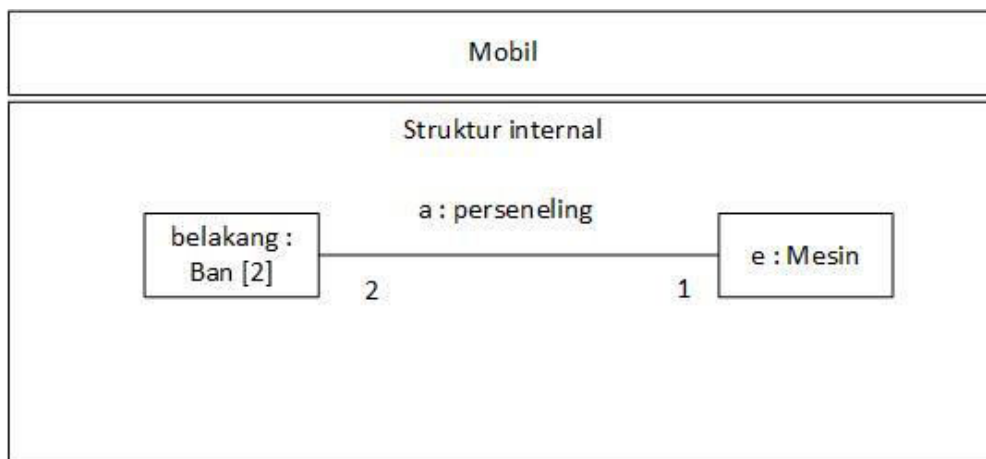 Mobil
Struktur internal
a : perseneling
belakang :
Ban [2]
e : Mesin
2
1